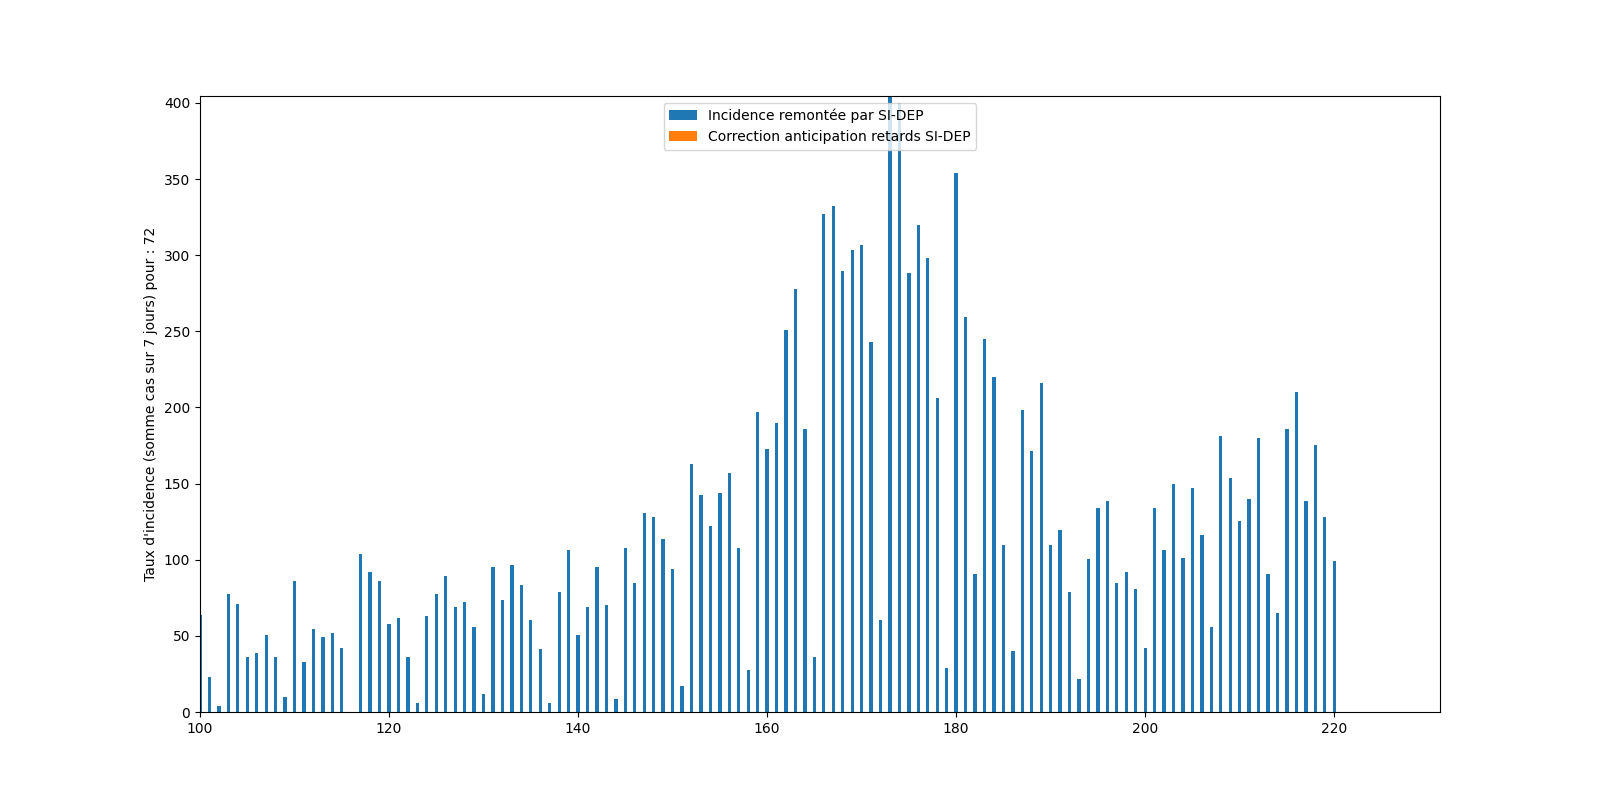 Incidence remontée par SI-DEP
Correction anticipation retards SI-DEP
Taux d'incidence (somme cas sur 7 jours) pour : 72
400
350
300
250
200
150
100
50
0
100 120 140 160 180 200 220